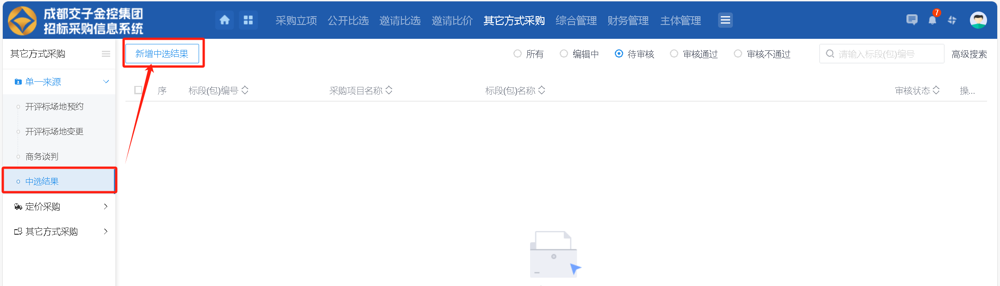 成都交子金控集团
招标采购信息系统
采购立项 公开比选 邀请比选 邀请比价 其它方式采购 综合管理 财务管理 主体管理
7
其它方式采购
新增中选结果
所有 编辑中 待审核 审核通过 审核不通过
请输入标段(包)编号
高级搜索
单一来源
序 标段(包)编号 采购项目名称 标段(包)名称 审核状态 操...
开评标场地预约
开评标场地变更
商务谈判
中选结果
定价采购
其它方式采购